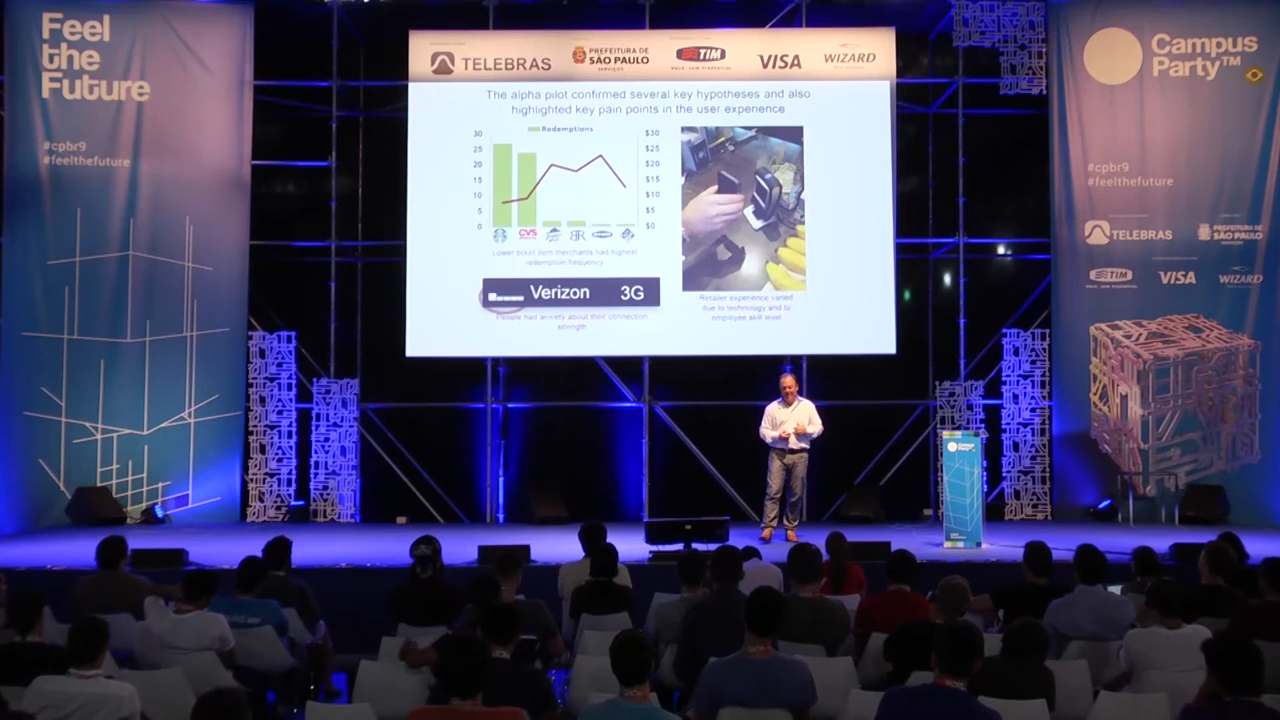 Feel
the
Future
#cpbr9
#feelthefuture
TELEBRAS
PREFEITURA DE
SÃO PAULO
SERVIÇOS
TIM
VISA
WIZARD
The alpha pilot confirmed several key hypotheses and also
highlighted key pain points in the user experience
Redemptions
30
25
20
15
10
5
0
$30
$25
$20
$15
$10
$5
$0
CVS
Lower ticket item merchants had highest
redemption frequency
Verizon 3G
People had anxiety about their connection
strength
Retailer experience varied
due to technology and to
employee skill level
Campus
Party™
#cpbr9
#feelthefuture
TELEBRAS
PREFEITURA DE
SÃO PAULO
TIM
VISA
WIZARD
Campus
Party